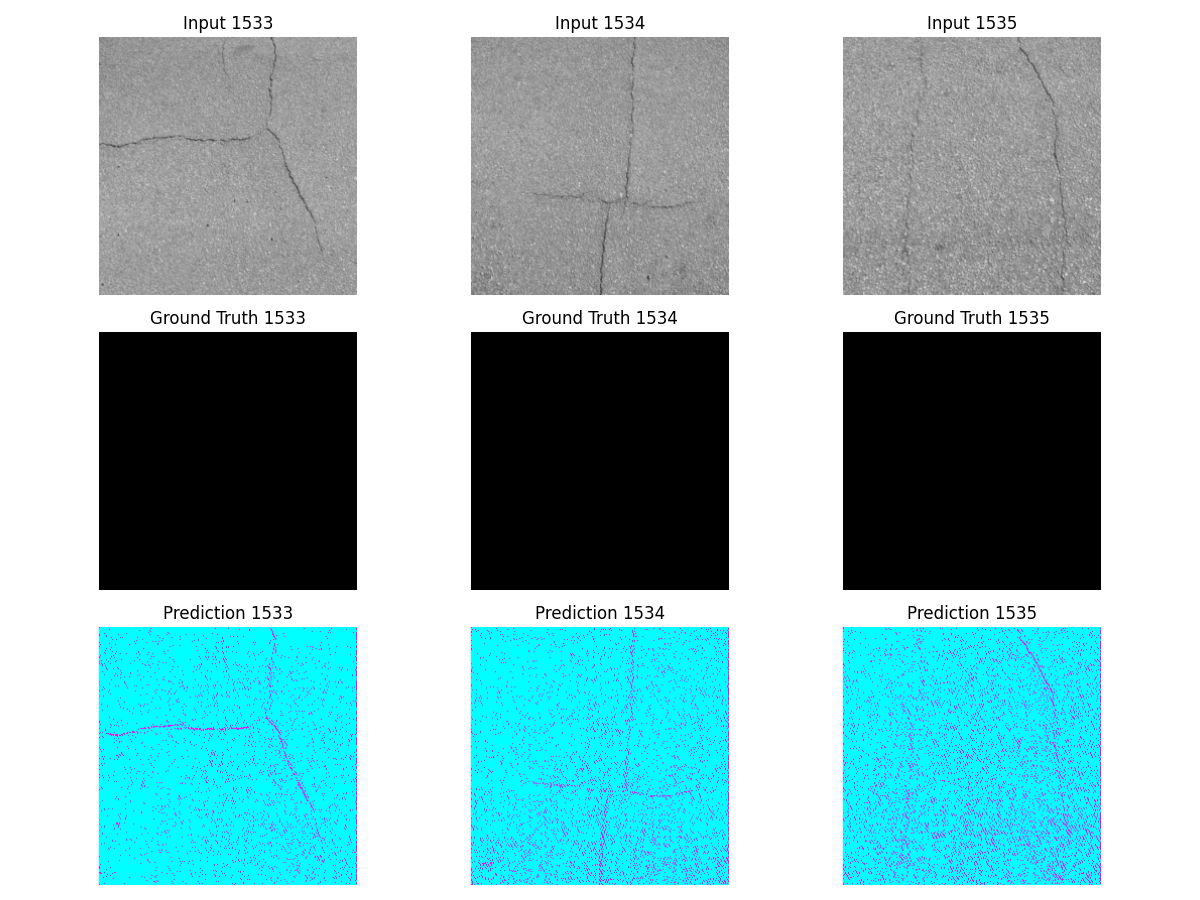 Input 1533
Input 1534
Input 1535
Ground Truth 1533
Ground Truth 1534
Ground Truth 1535
Prediction 1533
Prediction 1534
Prediction 1535